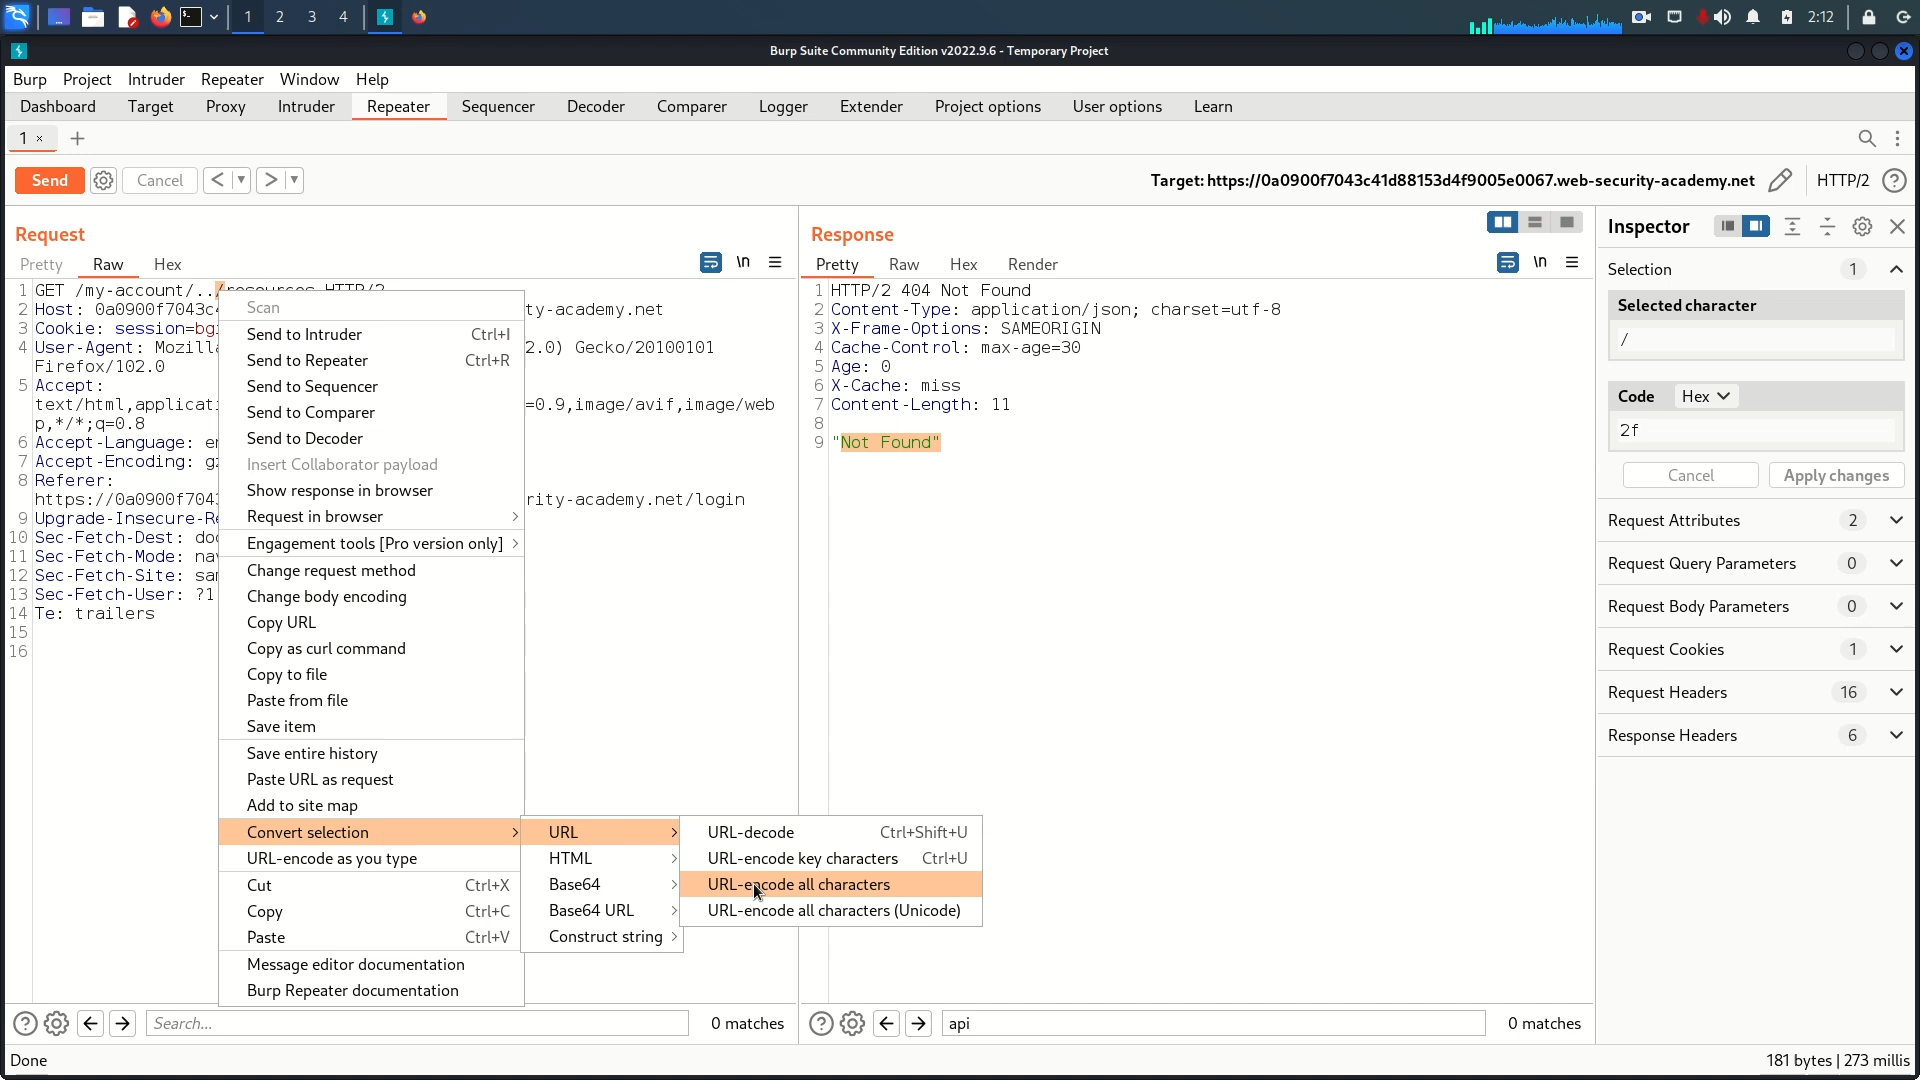 1 2 3 4
2:12
Burp Suite Community Edition v2022.9.6 - Temporary Project
Burp Project Intruder Repeater Window Help
Dashboard Target Proxy Intruder Repeater Sequencer Decoder Comparer Logger Extender Project options User options Learn
1 × +
Send Cancel < >
Target: https://0a0900f7043c41d88153d4f9005e0067.web-security-academy.net HTTP/2
Request
Pretty Raw Hex \n
1 GET /my-account/../resources HTTP/2
2 Host: 0a0900f7043c ty-academy.net
3 Cookie: session=bg
4 User-Agent: Mozill 2.0) Gecko/20100101
Firefox/102.0
5 Accept:
text/html,applicat =0.9,image/avif,image/web
p,*/*;q=0.8
6 Accept-Language: e
7 Accept-Encoding: g
8 Referer:
https://0a0900f704 rity-academy.net/login
9 Upgrade-Insecure-R
10 Sec-Fetch-Dest: do
11 Sec-Fetch-Mode: na
12 Sec-Fetch-Site: sa
13 Sec-Fetch-User: ?1
14 Te: trailers
15
16
Scan
Send to Intruder Ctrl+I
Send to Repeater Ctrl+R
Send to Sequencer
Send to Comparer
Send to Decoder
Insert Collaborator payload
Show response in browser
Request in browser
Engagement tools [Pro version only]
Change request method
Change body encoding
Copy URL
Copy as curl command
Copy to file
Paste from file
Save item
Save entire history
Paste URL as request
Add to site map
Convert selection
URL-encode as you type
Cut Ctrl+X
Copy Ctrl+C
Paste Ctrl+V
Message editor documentation
Burp Repeater documentation
URL
HTML
Base64
Base64 URL
Construct string
URL-decode Ctrl+Shift+U
URL-encode key characters Ctrl+U
URL-encode all characters
URL-encode all characters (Unicode)
Search... 0 matches
Response
Pretty Raw Hex Render \n
1 HTTP/2 404 Not Found
2 Content-Type: application/json; charset=utf-8
3 X-Frame-Options: SAMEORIGIN
4 Cache-Control: max-age=30
5 Age: 0
6 X-Cache: miss
7 Content-Length: 11
8
9 "Not Found"
api 0 matches
Inspector
Selection 1
Selected character
/
Code Hex
2f
Cancel Apply changes
Request Attributes 2
Request Query Parameters 0
Request Body Parameters 0
Request Cookies 1
Request Headers 16
Response Headers 6
Done
181 bytes | 273 millis